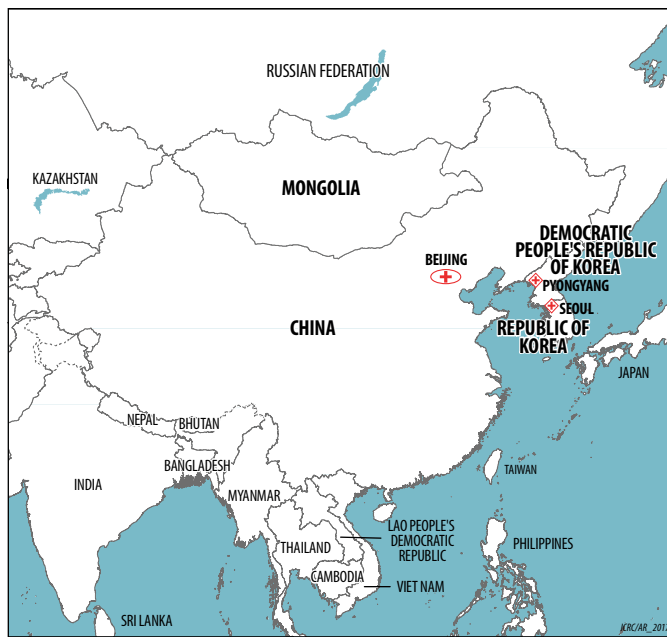 RUSSIAN FEDERATION
KAZAKHSTAN
MONGOLIA
DEMOCRATIC
PEOPLE'S REPUBLIC
OF KOREA
BEIJING
PYONGYANG
SEOUL
CHINA
REPUBLIC OF
KOREA
JAPAN
NEPAL
BHUTAN
BANGLADESH
TAIWAN
INDIA
MYANMAR
LAO PEOPLE'S
DEMOCRATIC
REPUBLIC
PHILIPPINES
THAILAND
CAMBODIA
VIET NAM
SRI LANKA